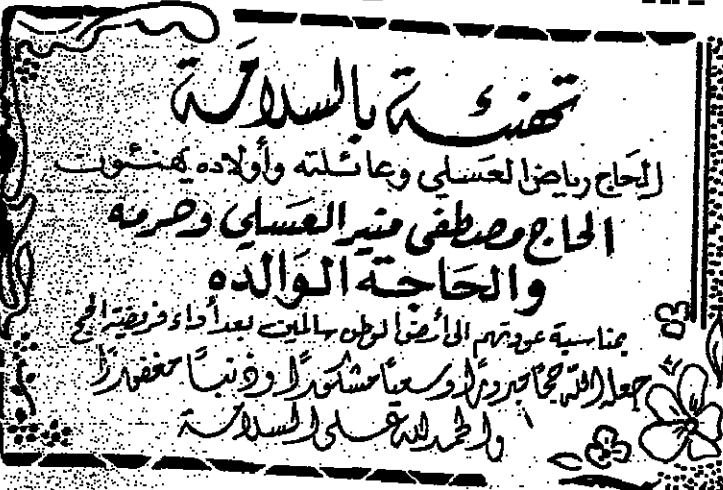 تهنئة بالسلامة
الحاج رياض العسلي وعائلته وأولاده يهنئون
الحاج مصطفى منير العسلي وحرمه
والحاجة الوالده
بمناسبة عودتهم الى أرض الوطن سالمين بعد أداء فريضة الحج
جعله الله حجاً مبروراً وسعياً مشكوراً وذنباً مغفوراً
والحمد لله على السلامة